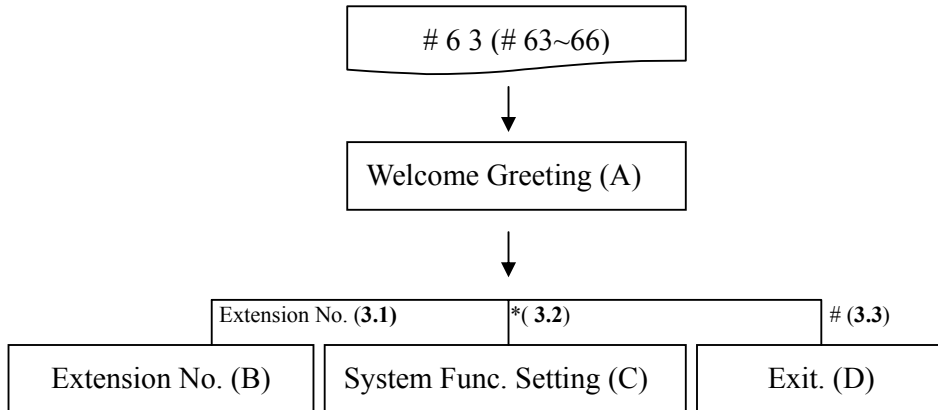 # 6 3 (# 63~66)
Welcome Greeting (A)
Extension No. (3.1) *( 3.2) # (3.3)
Extension No. (B) System Func. Setting (C) Exit. (D)